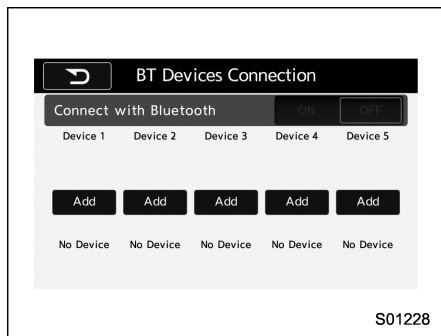 BT Devices Connection
Connect with Bluetooth ON OFF
Device 1 Device 2 Device 3 Device 4 Device 5
Add Add Add Add Add
No Device No Device No Device No Device No Device
S01228